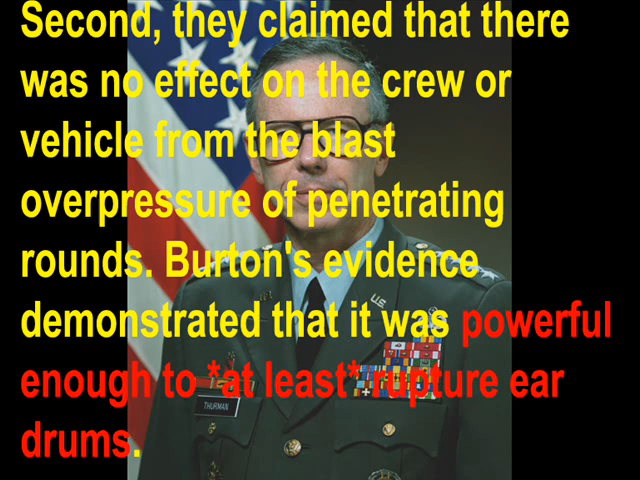 Second, they claimed that there
was no effect on the crew or
vehicle from the blast
overpressure of penetrating
rounds. Burton's evidence
demonstrated that it was powerful
enough to *at least* rupture ear
drums.
U.S.
THURMAN